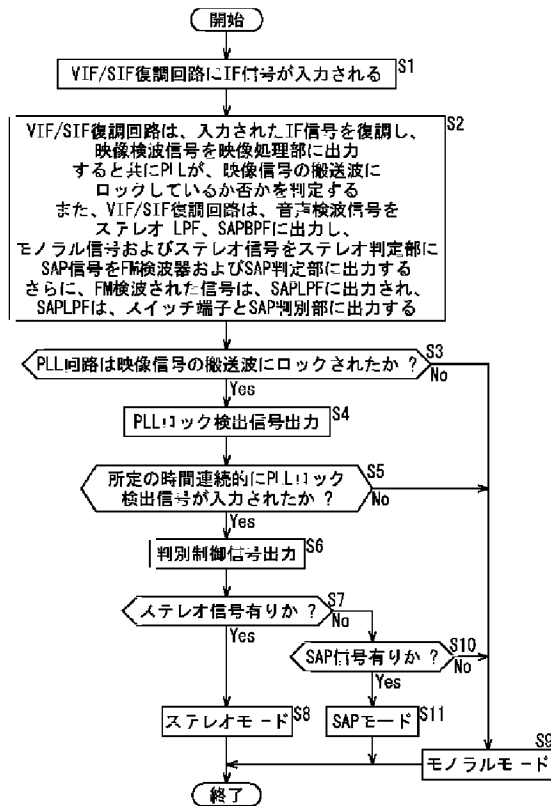 開始
VIF/SIF復調回路にIF信号が入力される
S1
S2
VIF/SIF復調回路は、入力されたIF信号を復調し、
映像検波信号を映像処理部に出力
すると共にPLLが、映像信号の搬送波に
ロックしているか否かを判定する
また、VIF/SIF復調回路は、音声検波信号を
ステレオLPF、SAPBPFに出力し、
モノラル信号およびステレオ信号をステレオ判定部に
SAP信号をFM検波器およびSAP判定部に出力する
さらに、FM検波された信号は、SAPLPFに出力され、
SAPLPFは、スイッチ端子とSAP判別部に出力する
PLL回路は映像信号の搬送波にロックされたか ?
S3
No
Yes
PLLロック検出信号出力
S4
所定の時間連続的にPLLロック
検出信号が入力されたか ?
S5
No
Yes
判別制御信号出力
S6
ステレオ信号有りか ?
S7
No
Yes
SAP信号有りか ?
S10
No
Yes
ステレオモード
S8
SAPモード
S11
S9
モノラルモード
終了